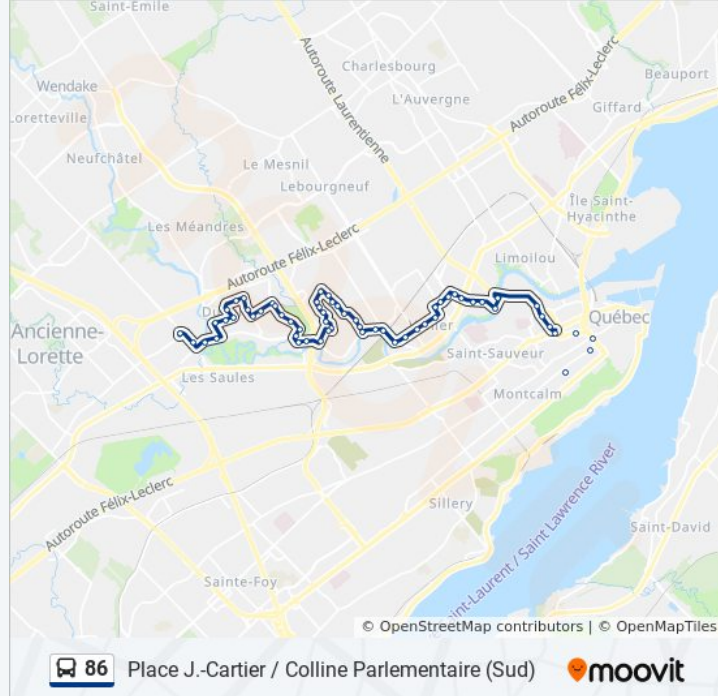 Saint-Emile
Charlesbourg
Beauport
Wendake
L'Auvergne
Autoroute Félix-Leclerc
Giffard
Loretteville
Autoroute Laurentienne
Neufchâtel
Le Mesnil
Lebourgneuf
Île Saint-
Hyacinthe
Les Méandres
Autoroute Félix-Leclerc
Limoilou
Québec
Ancienne-
Lorette
Saint-Sauveur
Les Saules
Montcalm
Autoroute Félix-Leclerc
Sillery
Saint-Laurent / Saint Lawrence River
Saint-David
Sainte-Foy
© OpenStreetMap contributors | © OpenMapTiles
86 Place J.-Cartier / Colline Parlementaire (Sud) moovit